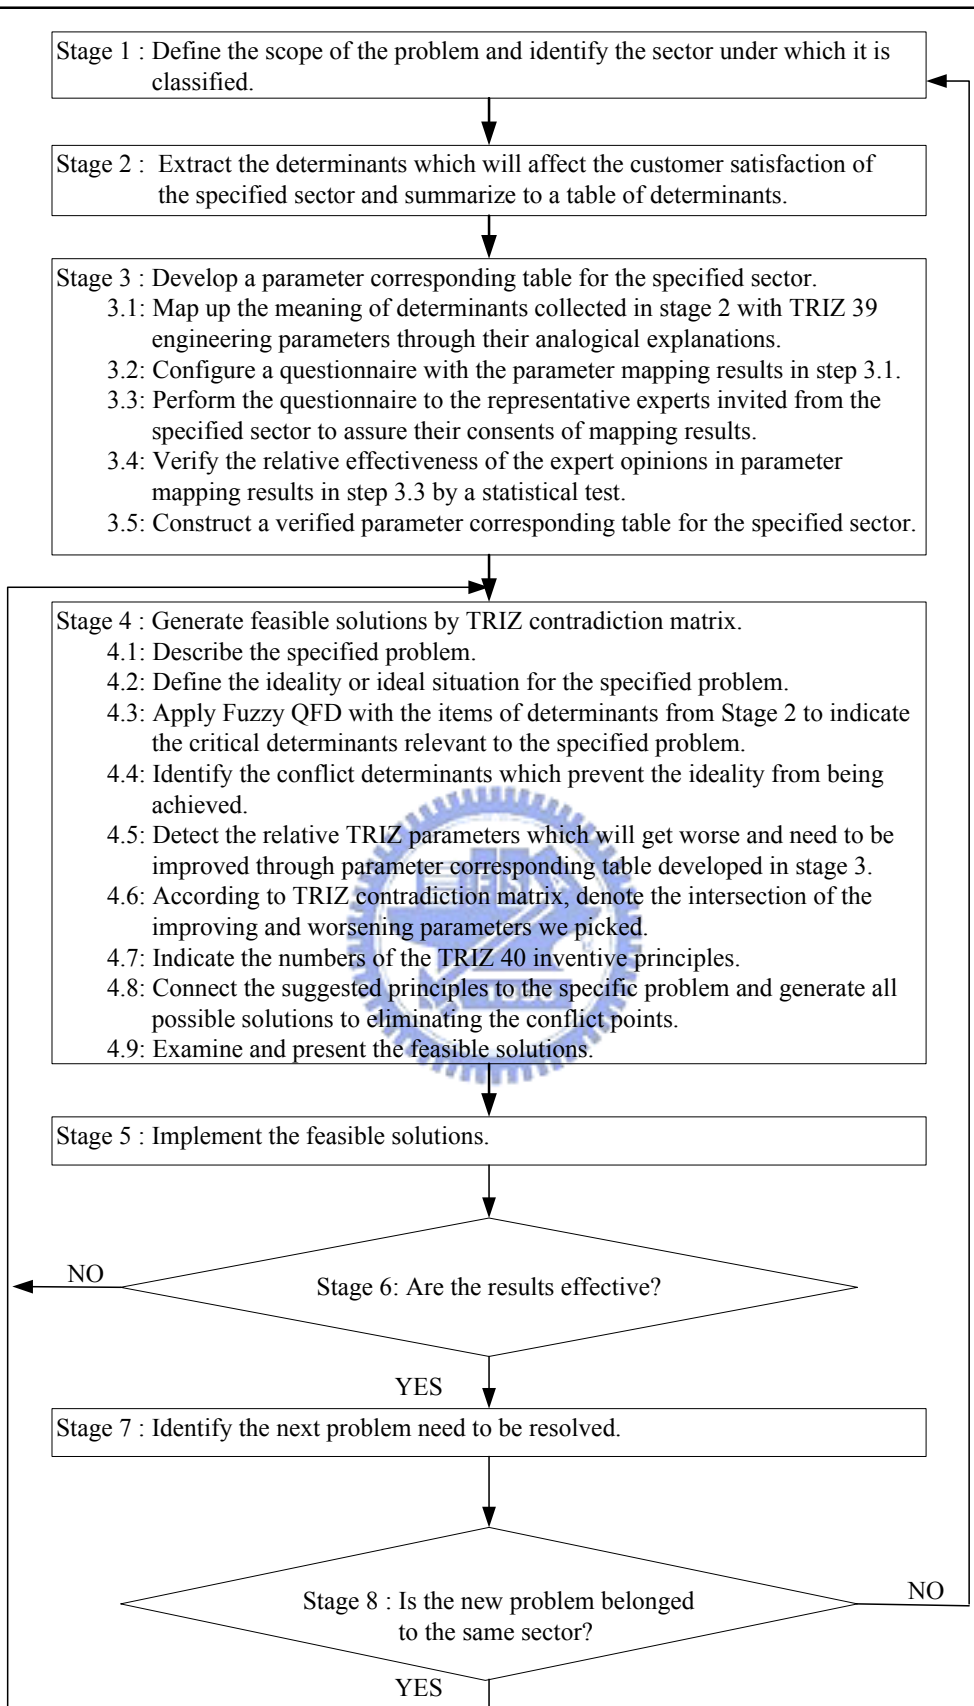 Stage 1 : Define the scope of the problem and identify the sector under which it is
classified.
Stage 2 : Extract the determinants which will affect the customer satisfaction of
the specified sector and summarize to a table of determinants.
Stage 3 : Develop a parameter corresponding table for the specified sector.
3.1: Map up the meaning of determinants collected in stage 2 with TRIZ 39
engineering parameters through their analogical explanations.
3.2: Configure a questionnaire with the parameter mapping results in step 3.1.
3.3: Perform the questionnaire to the representative experts invited from the
specified sector to assure their consents of mapping results.
3.4: Verify the relative effectiveness of the expert opinions in parameter
mapping results in step 3.3 by a statistical test.
3.5: Construct a verified parameter corresponding table for the specified sector.
Stage 4 : Generate feasible solutions by TRIZ contradiction matrix.
4.1: Describe the specified problem.
4.2: Define the ideality or ideal situation for the specified problem.
4.3: Apply Fuzzy QFD with the items of determinants from Stage 2 to indicate
the critical determinants relevant to the specified problem.
4.4: Identify the conflict determinants which prevent the ideality from being
achieved.
4.5: Detect the relative TRIZ parameters which will get worse and need to be
improved through parameter corresponding table developed in stage 3.
4.6: According to TRIZ contradiction matrix, denote the intersection of the
improving and worsening parameters we picked.
4.7: Indicate the numbers of the TRIZ 40 inventive principles.
4.8: Connect the suggested principles to the specific problem and generate all
possible solutions to eliminating the conflict points.
4.9: Examine and present the feasible solutions.
Stage 5 : Implement the feasible solutions.
NO
Stage 6: Are the results effective?
YES
Stage 7 : Identify the next problem need to be resolved.
Stage 8 : Is the new problem belonged
to the same sector?
NO
YES